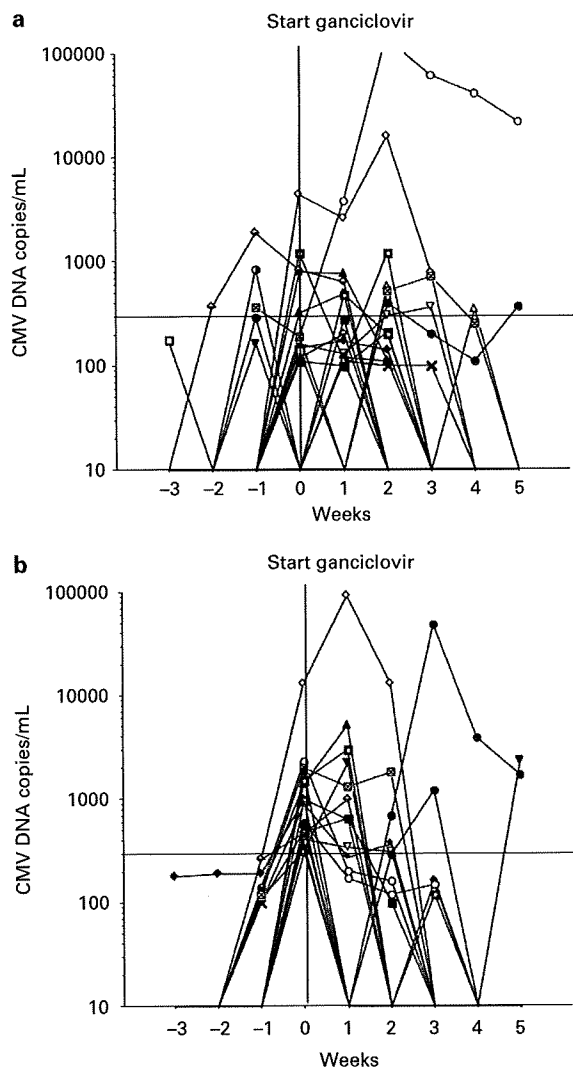 a
Start ganciclovir
100000
10000
1000
100
10
CMV DNA copies/mL
–3 –2 –1 0 1 2 3 4 5
Weeks
b
Start ganciclovir
100000
10000
1000
100
10
CMV DNA copies/mL
–3 –2 –1 0 1 2 3 4 5
Weeks